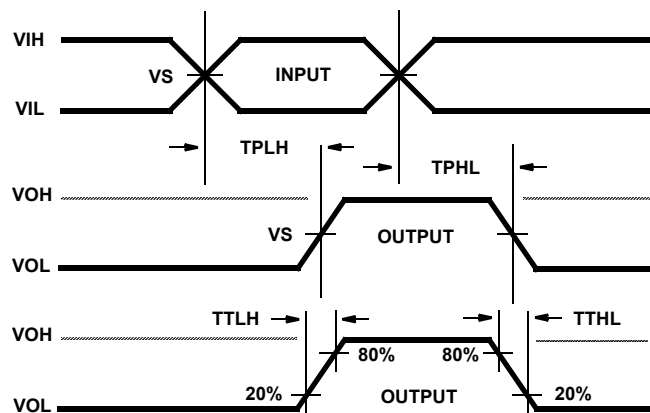 VIH
VS INPUT
VIL
TPLH TPHL
VOH
VS OUTPUT
VOL
VOH TTLH TTHL
80% 80%
20% OUTPUT 20%
VOL